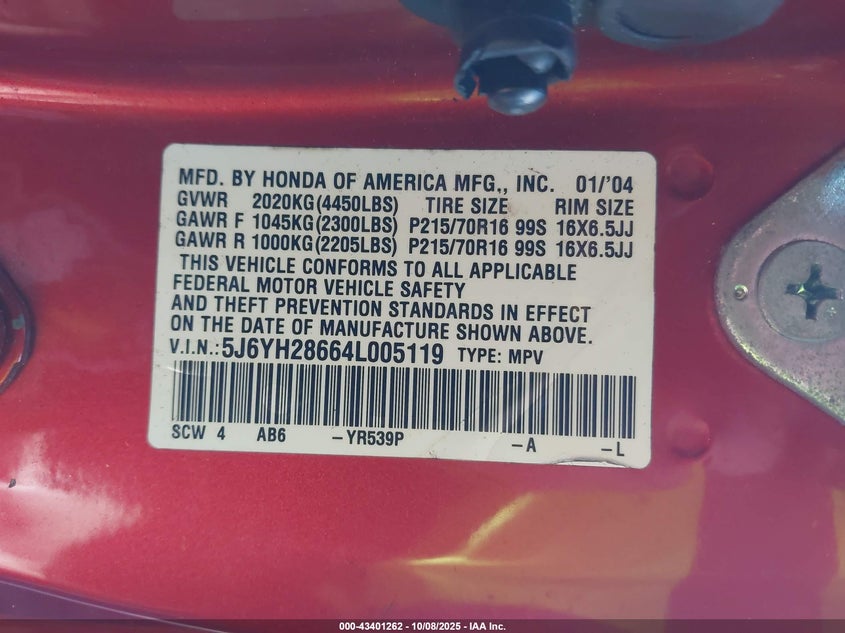 MFD. BY HONDA OF AMERICA MFG., INC. 01/'04
GVWR 2020KG(4450LBS) TIRE SIZE RIM SIZE
GAWR F 1045KG(2300LBS) P215/70R16 99S 16X6.5JJ
GAWR R 1000KG(2205LBS) P215/70R16 99S 16X6.5JJ
THIS VEHICLE CONFORMS TO ALL APPLICABLE
FEDERAL MOTOR VEHICLE SAFETY
AND THEFT PREVENTION STANDARDS IN EFFECT
ON THE DATE OF MANUFACTURE SHOWN ABOVE.
V.I.N.:5J6YH28664L005119 TYPE: MPV
SCW 4 AB6 –YR539P –A –L
000-43401262 - 10/08/2025 - IAA Inc.